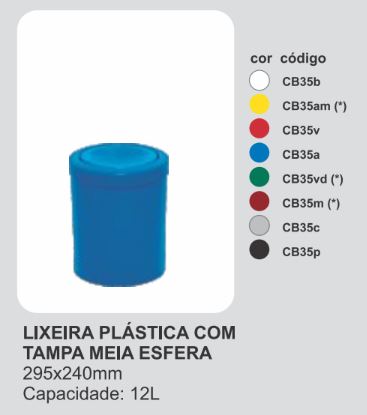 cor código
CB35b
CB35am (*)
CB35v
CB35a
CB35vd (*)
CB35m (*)
CB35c
CB35p
LIXEIRA PLÁSTICA COM
TAMPA MEIA ESFERA
295x240mm
Capacidade: 12L